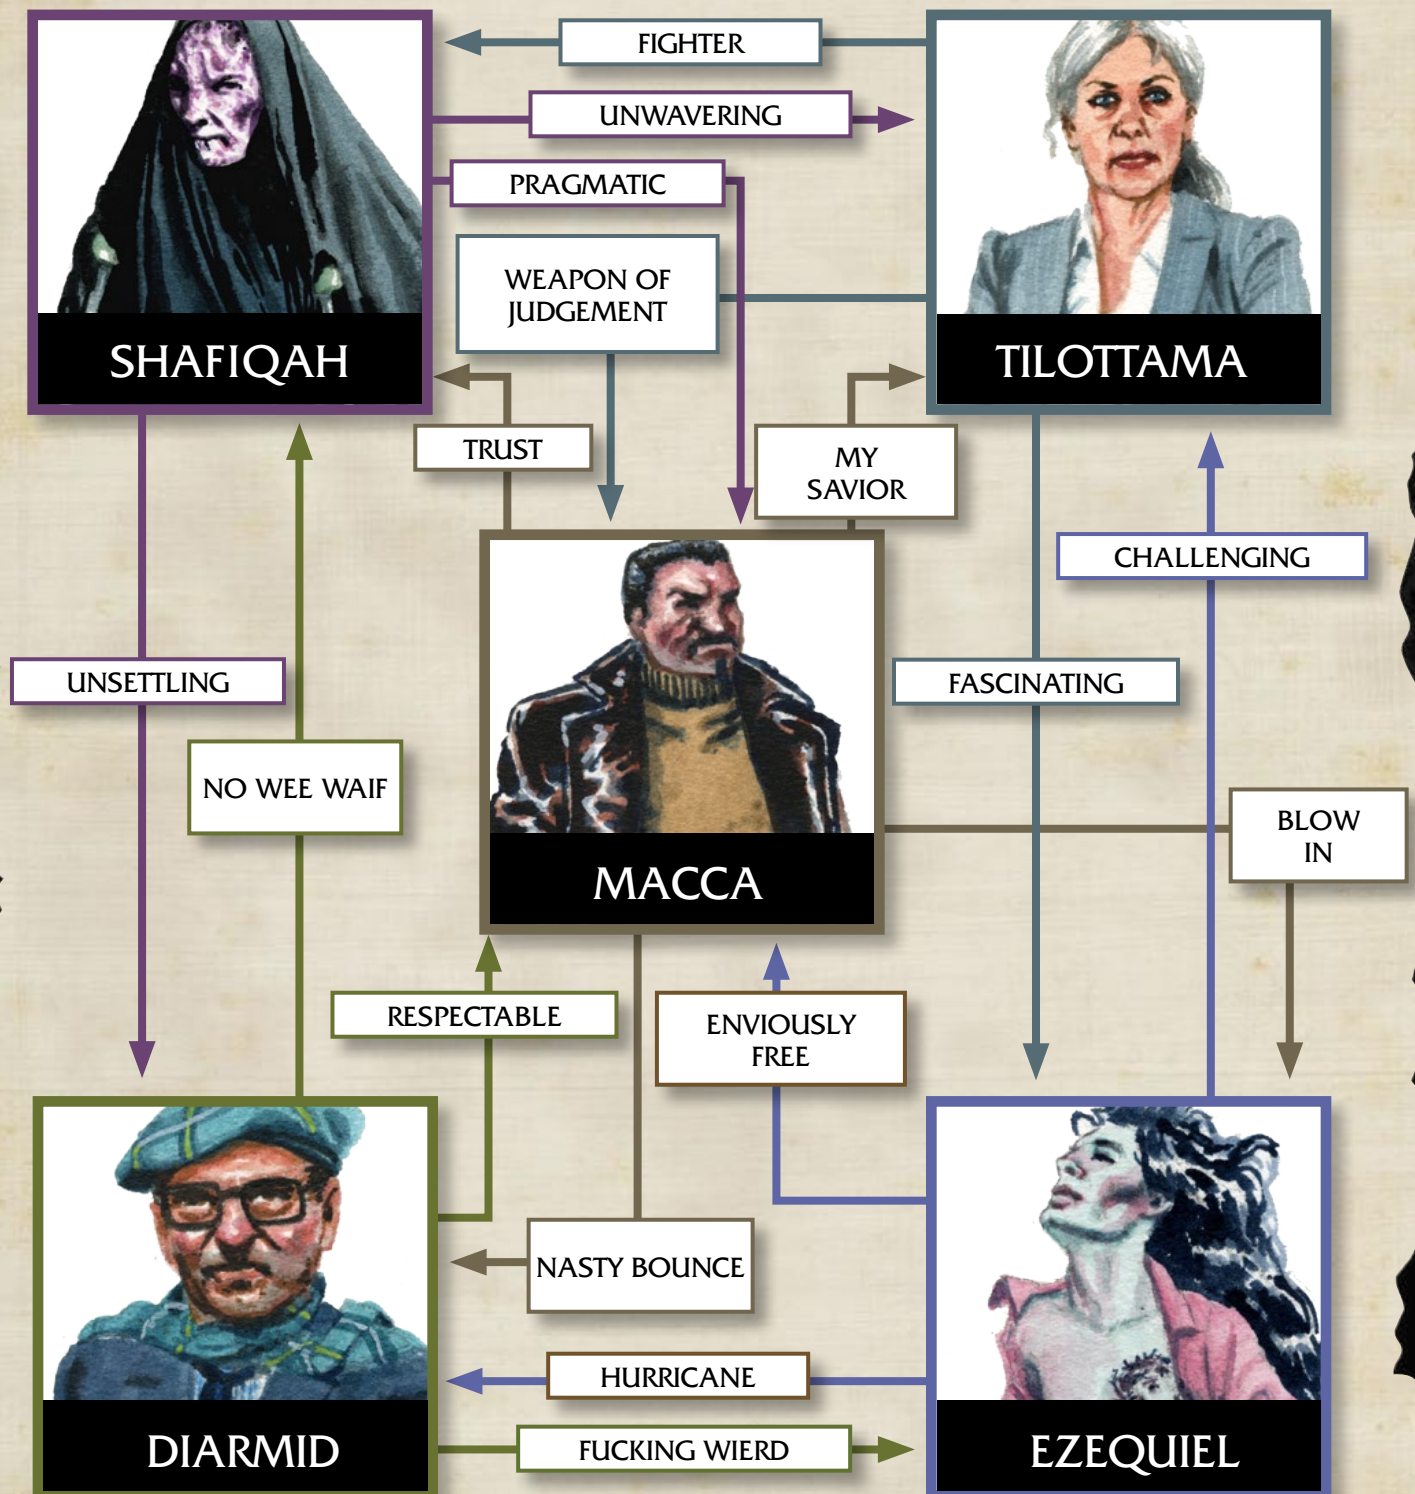 FIGHTER
UNWAVERING
PRAGMATIC
WEAPON OF
JUDGEMENT
SHAFIQAH
TILOTTAMA
TRUST
MY
SAVIOR
CHALLENGING
UNSETTLING
FASCINATING
NO WEE WAIF
BLOW
IN
MACCA
RESPECTABLE
ENVIOUSLY
FREE
NASTY BOUNCE
HURRICANE
DIARMID
FUCKING WIERD
EZEQUIEL